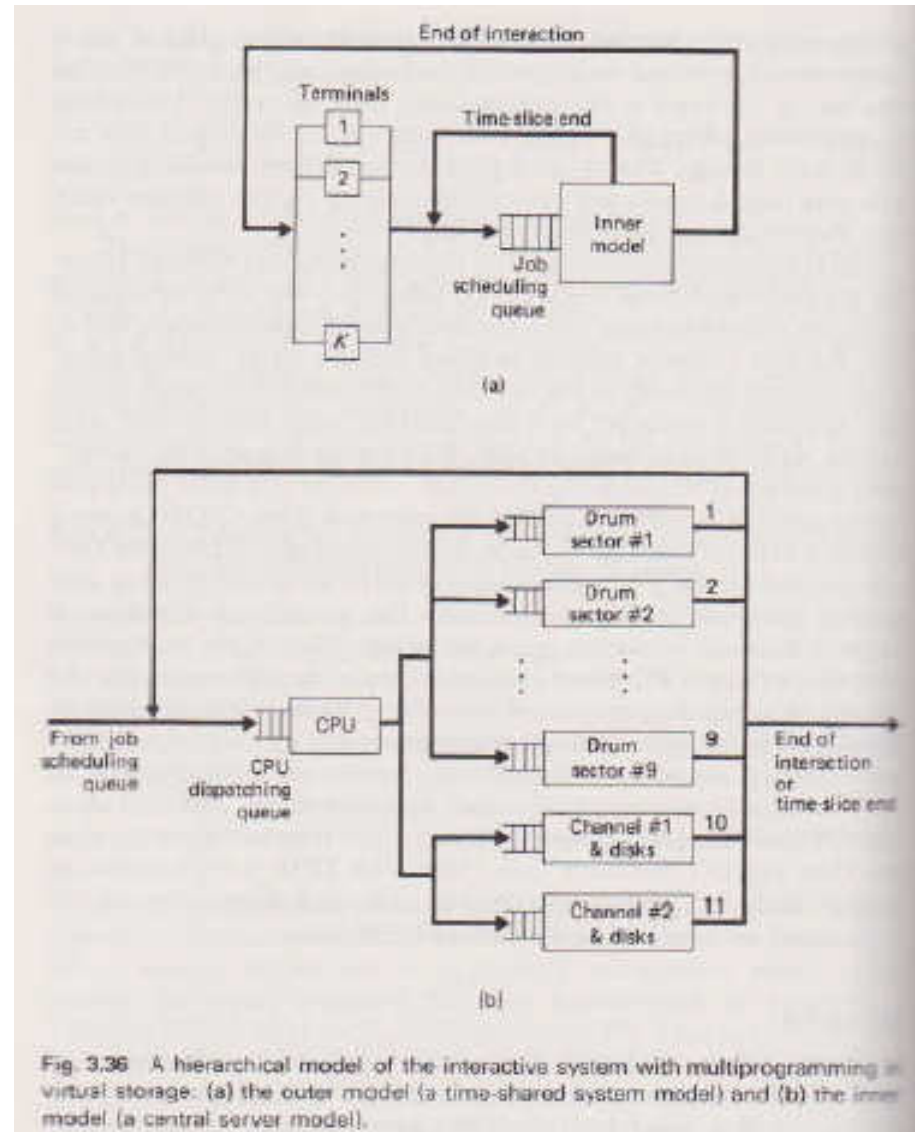 End of interaction
Terminals
1
Time-slice end
2
Inner
model
Job
scheduling
queue
K
(a)
Drum
sector #1
1
Drum
sector #2
2
CPU
From job
scheduling
queue
CPU
dispatching
queue
Drum
sector #9
9
End of
interaction
or
time-slice end
Channel #1
& disks
10
Channel #2
& disks
11
(b)
Fig. 3.36 A hierarchical model of the interactive system with multiprogramming in
virtual storage: (a) the outer model (a time-shared system model) and (b) the inner
model (a central server model).